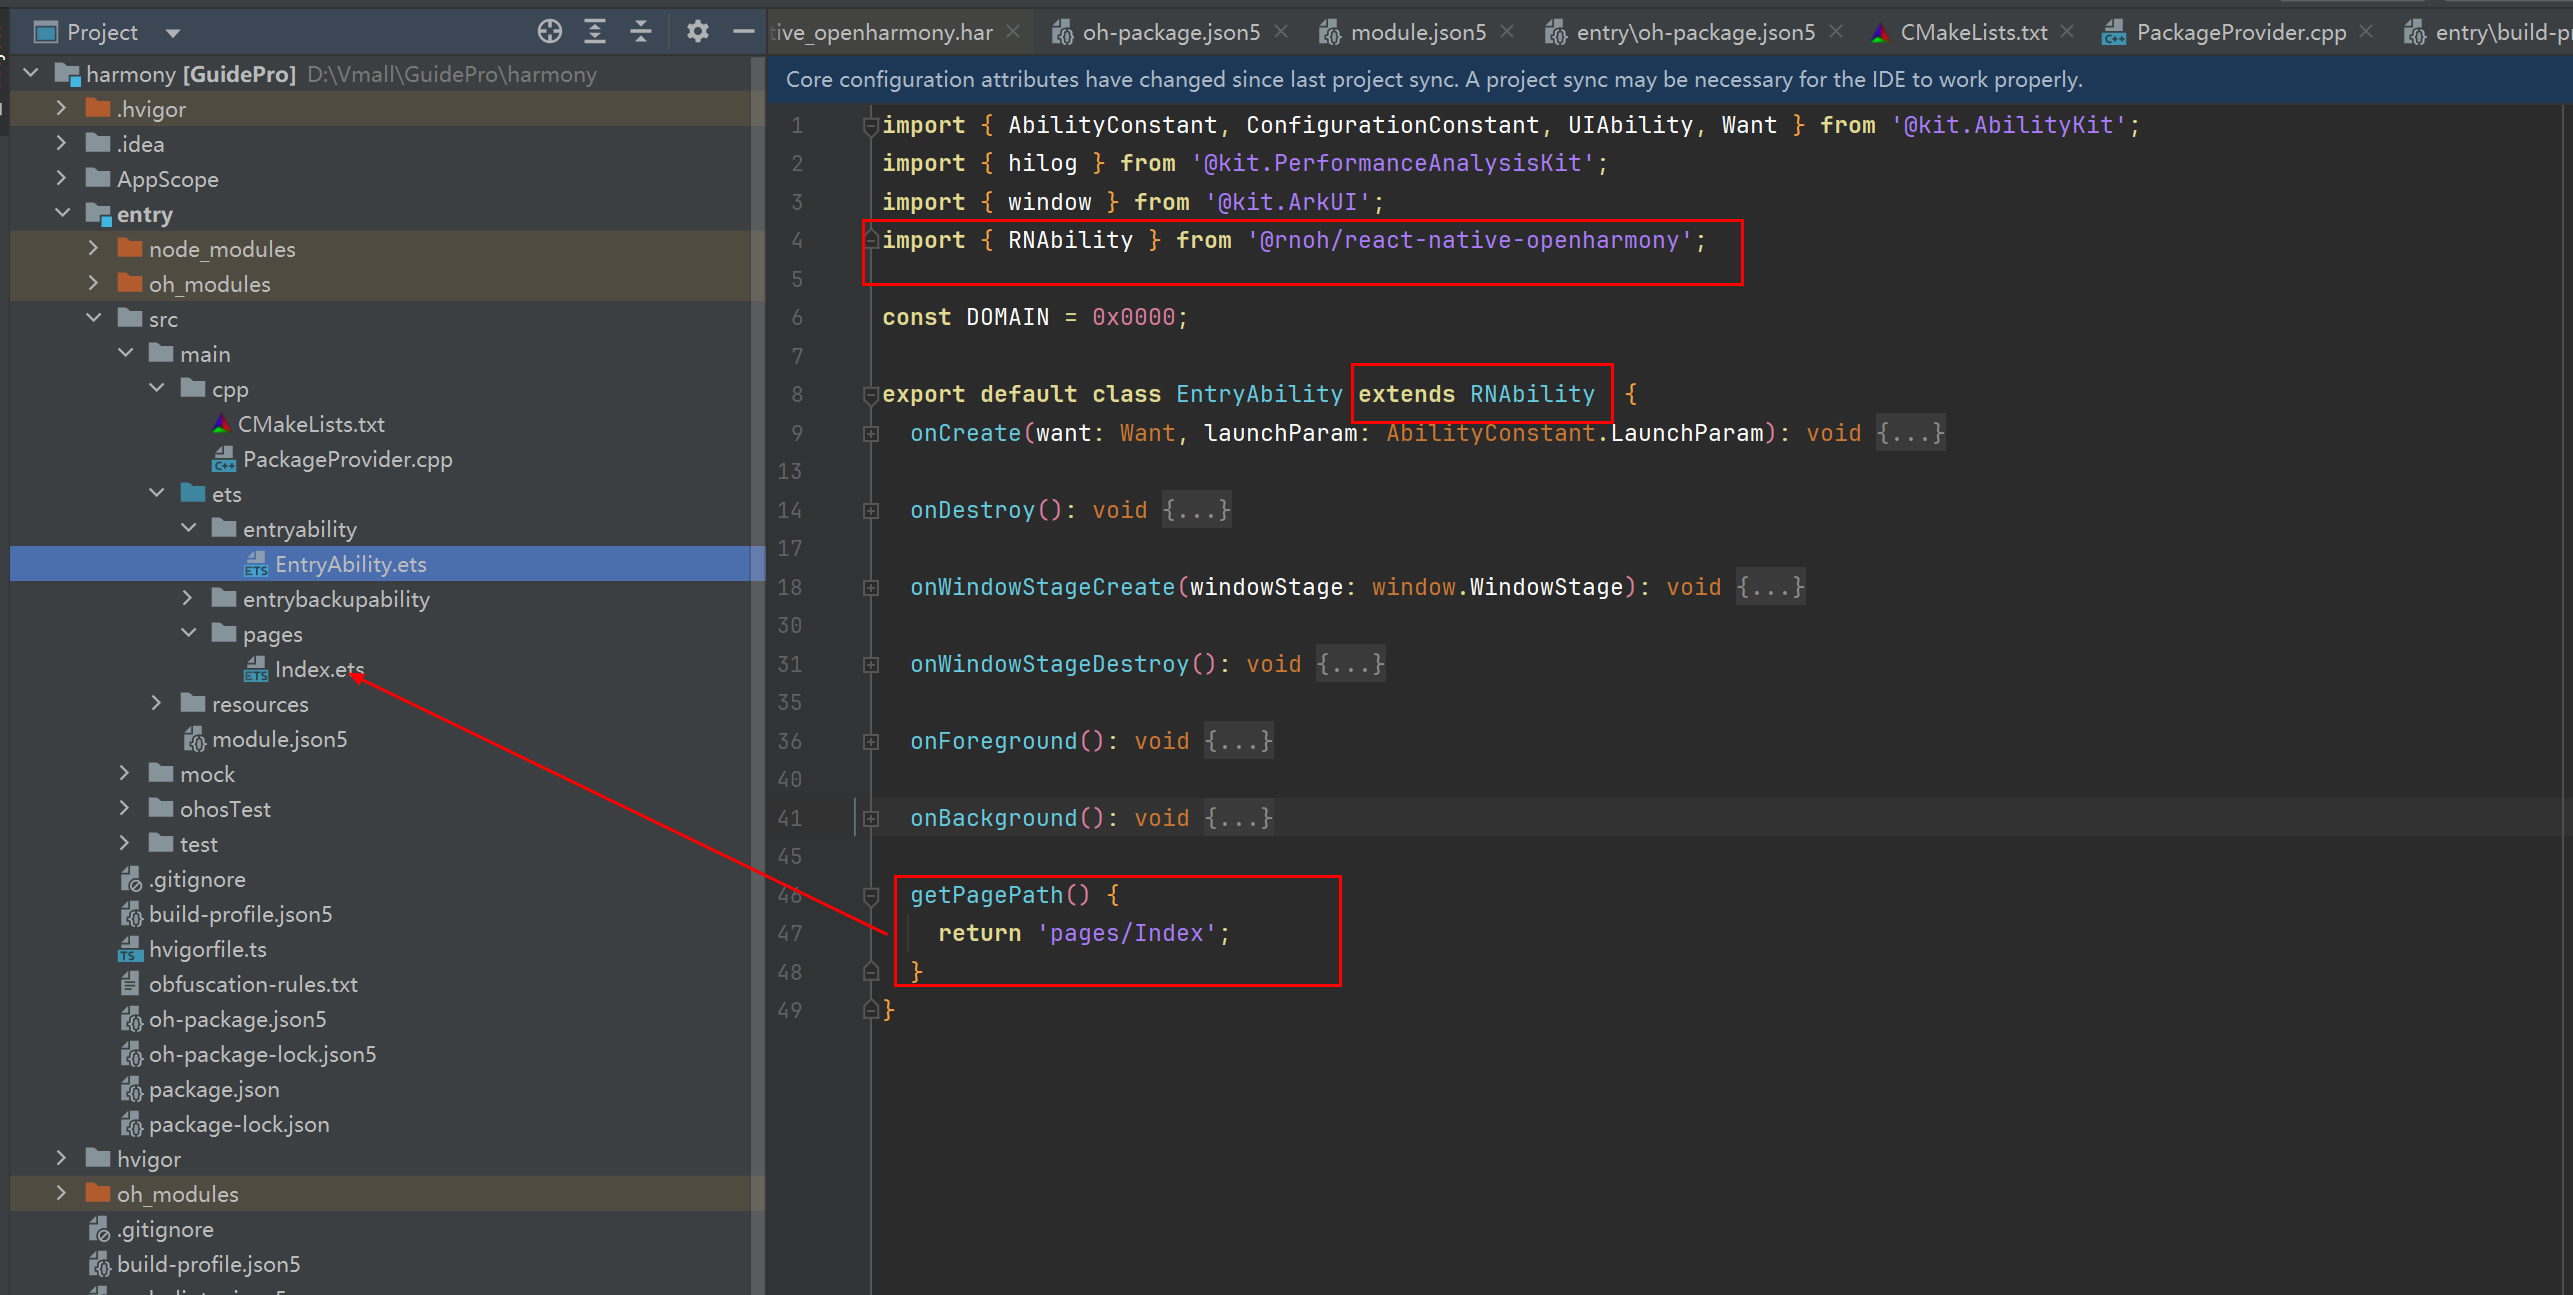 Project
harmony [GuidePro] D:\Vmall\GuidePro\harmony
.hvigor
.idea
AppScope
entry
node_modules
oh_modules
src
main
cpp
CMakeLists.txt
PackageProvider.cpp
ets
entryability
EntryAbility.ets
entrybackupability
pages
Index.ets
resources
module.json5
mock
ohosTest
test
.gitignore
build-profile.json5
hvigorfile.ts
obfuscation-rules.txt
oh-package.json5
oh-package-lock.json5
package.json
package-lock.json
hvigor
oh_modules
.gitignore
build-profile.json5
tive_openharmony.har oh-package.json5 module.json5 entry\oh-package.json5 CMakeLists.txt PackageProvider.cpp entry\build-pr
Core configuration attributes have changed since last project sync. A project sync may be necessary for the IDE to work properly.
1 import { AbilityConstant, ConfigurationConstant, UIAbility, Want } from '@kit.AbilityKit';
2 import { hilog } from '@kit.PerformanceAnalysisKit';
3 import { window } from '@kit.ArkUI';
4 import { RNAbility } from '@rnoh/react-native-openharmony';
5
6 const DOMAIN = 0x0000;
7
8 export default class EntryAbility extends RNAbility {
9 onCreate(want: Want, launchParam: AbilityConstant.LaunchParam): void {...}
13
14 onDestroy(): void {...}
17
18 onWindowStageCreate(windowStage: window.WindowStage): void {...}
30
31 onWindowStageDestroy(): void {...}
35
36 onForeground(): void {...}
40
41 onBackground(): void {...}
45
46 getPagePath() {
47 return 'pages/Index';
48 }
49 }